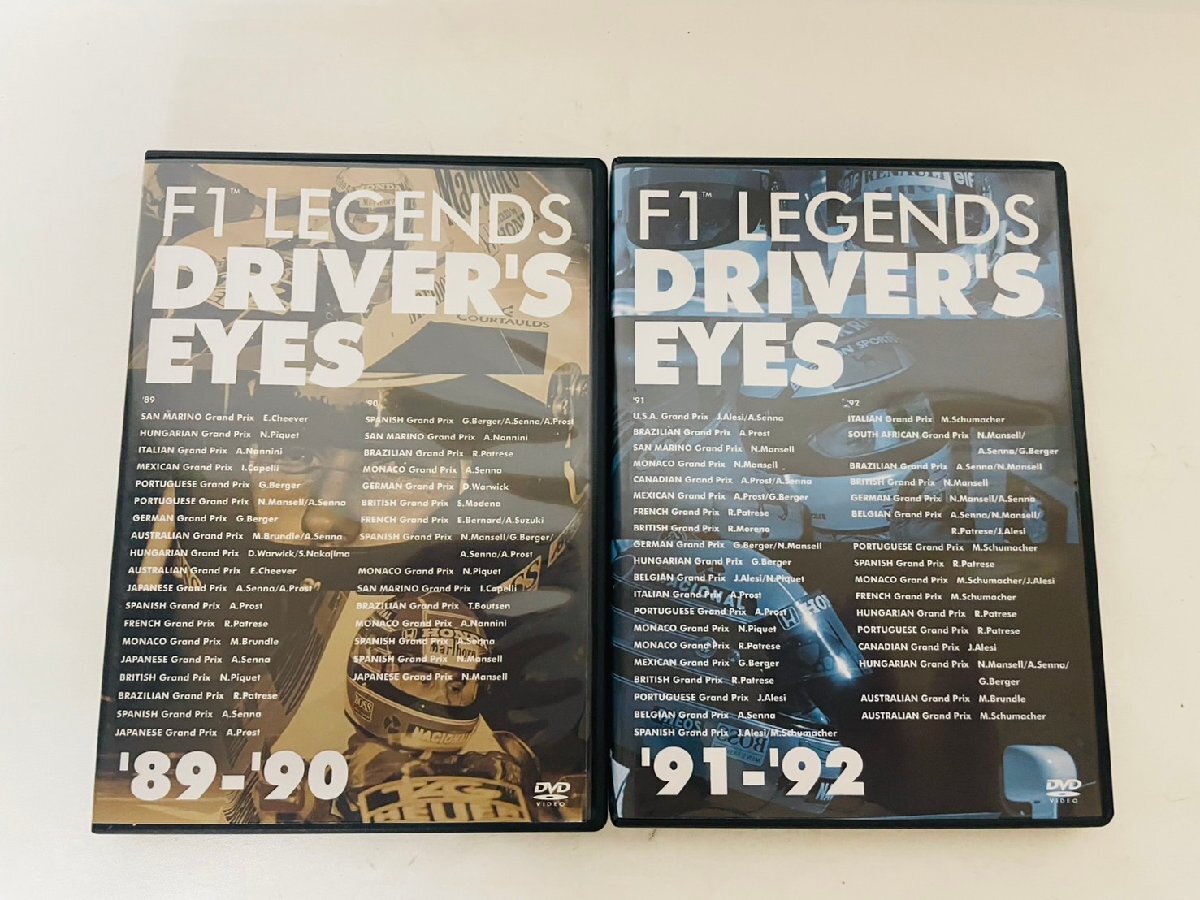 F1™ LEGENDS
DRIVER'S
EYES
COURTAULDS
'89
SAN MARINO Grand Prix E.Cheever
HUNGARIAN Grand Prix N.Piquet
ITALIAN Grand Prix A.Nannini
MEXICAN Grand Prix I.Capelli
PORTUGUESE Grand Prix G.Berger
PORTUGUESE Grand Prix N.Mansell/A.Senna
GERMAN Grand Prix G.Berger
AUSTRALIAN Grand Prix M.Brundle/A.Senna
HUNGARIAN Grand Prix D.Warwick/S.Nakajima
AUSTRALIAN Grand Prix E.Cheever
JAPANESE Grand Prix A.Senna/A.Prost
SPANISH Grand Prix A.Prost
FRENCH Grand Prix R.Patrese
MONACO Grand Prix M.Brundle
JAPANESE Grand Prix A.Senna
BRITISH Grand Prix N.Piquet
BRAZILIAN Grand Prix R.Patrese
SPANISH Grand Prix A.Senna
JAPANESE Grand Prix A.Prost
'90
SPANISH Grand Prix G.Berger/A.Senna/A.Prost
SAN MARINO Grand Prix A.Nannini
BRAZILIAN Grand Prix R.Patrese
MONACO Grand Prix A.Senna
GERMAN Grand Prix D.Warwick
BRITISH Grand Prix S.Modena
FRENCH Grand Prix E.Bernard/A.Suzuki
SPANISH Grand Prix N.Mansell/G.Berger/
A.Senna/A.Prost
MONACO Grand Prix N.Piquet
SAN MARINO Grand Prix I.Capelli
BRAZILIAN Grand Prix T.Boutsen
MONACO Grand Prix A.Nannini
SPANISH Grand Prix A.Senna
SPANISH Grand Prix N.Mansell
JAPANESE Grand Prix N.Mansell
HONDA
Marlboro
BOSS
NACIONAL
'89-'90
DVD
VIDEO
F1™ LEGENDS
DRIVER'S
EYES
elf RENAULT elf
'91
U.S.A. Grand Prix J.Alesi/A.Senna
BRAZILIAN Grand Prix A.Prost
SAN MARINO Grand Prix N.Mansell
MONACO Grand Prix N.Mansell
CANADIAN Grand Prix A.Prost/A.Senna
MEXICAN Grand Prix A.Prost/G.Berger
FRENCH Grand Prix R.Patrese
BRITISH Grand Prix R.Moreno
GERMAN Grand Prix G.Berger/N.Mansell
HUNGARIAN Grand Prix G.Berger
BELGIAN Grand Prix J.Alesi/N.Piquet
ITALIAN Grand Prix A.Prost
PORTUGUESE Grand Prix A.Prost
MONACO Grand Prix N.Piquet
MONACO Grand Prix R.Patrese
MEXICAN Grand Prix G.Berger
BRITISH Grand Prix R.Patrese
PORTUGUESE Grand Prix J.Alesi
BELGIAN Grand Prix A.Senna
SPANISH Grand Prix J.Alesi/M.Schumacher
'92
ITALIAN Grand Prix M.Schumacher
SOUTH AFRICAN Grand Prix N.Mansell/
A.Senna/G.Berger
BRAZILIAN Grand Prix A.Senna/N.Mansell
BRITISH Grand Prix N.Mansell
GERMAN Grand Prix N.Mansell/A.Senna
BELGIAN Grand Prix A.Senna/N.Mansell/
R.Patrese/J.Alesi
PORTUGUESE Grand Prix M.Schumacher
SPANISH Grand Prix R.Patrese
MONACO Grand Prix M.Schumacher/J.Alesi
FRENCH Grand Prix M.Schumacher
HUNGARIAN Grand Prix R.Patrese
PORTUGUESE Grand Prix R.Patrese
CANADIAN Grand Prix J.Alesi
HUNGARIAN Grand Prix N.Mansell/A.Senna/
G.Berger
AUSTRALIAN Grand Prix M.Brundle
AUSTRALIAN Grand Prix M.Schumacher
NACIONAL
BOSS
'91-'92
DVD
VIDEO